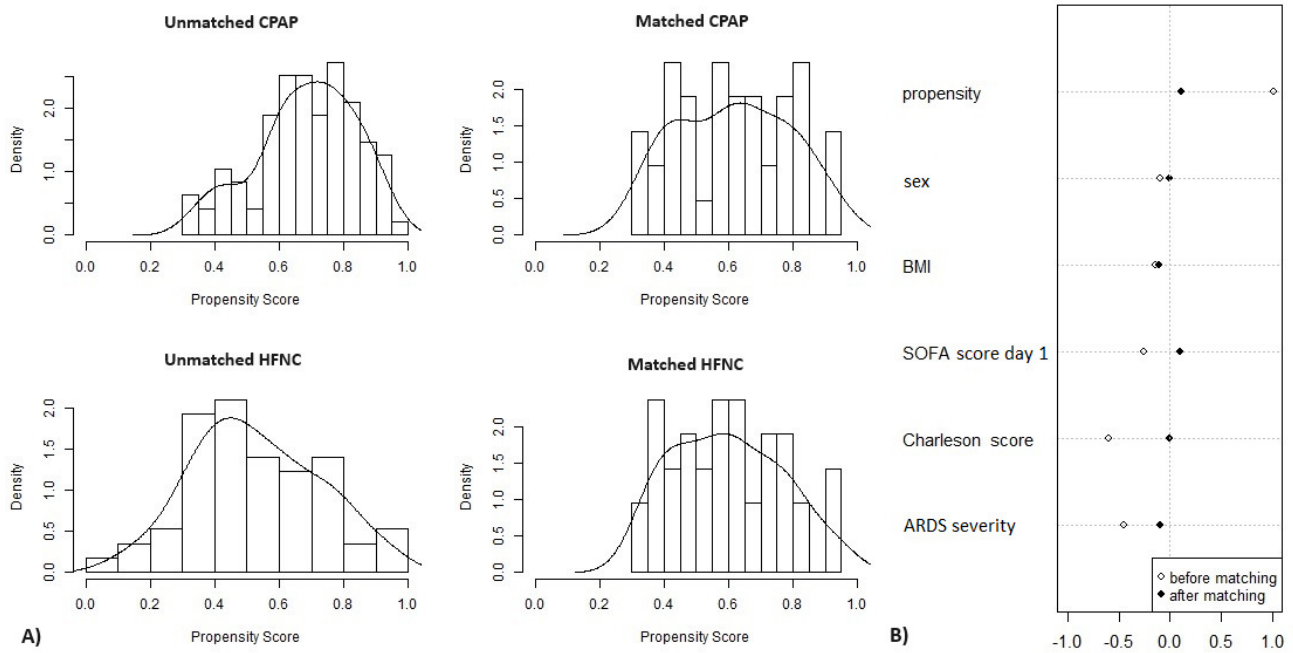 Unmatched CPAP
Density
0.0 1.0 2.0
0.0 0.2 0.4 0.6 0.8 1.0
Propensity Score
Matched CPAP
Density
0.0 0.5 1.0 1.5 2.0
0.0 0.2 0.4 0.6 0.8 1.0
Propensity Score
Unmatched HFNC
Density
0.0 0.5 1.0 1.5 2.0
0.0 0.2 0.4 0.6 0.8 1.0
Propensity Score
Matched HFNC
Density
0.0 0.5 1.0 1.5 2.0
0.0 0.2 0.4 0.6 0.8 1.0
Propensity Score
A)
propensity
sex
BMI
SOFA score day 1
Charleson score
ARDS severity
before matching
after matching
-1.0 -0.5 0.0 0.5 1.0
B)